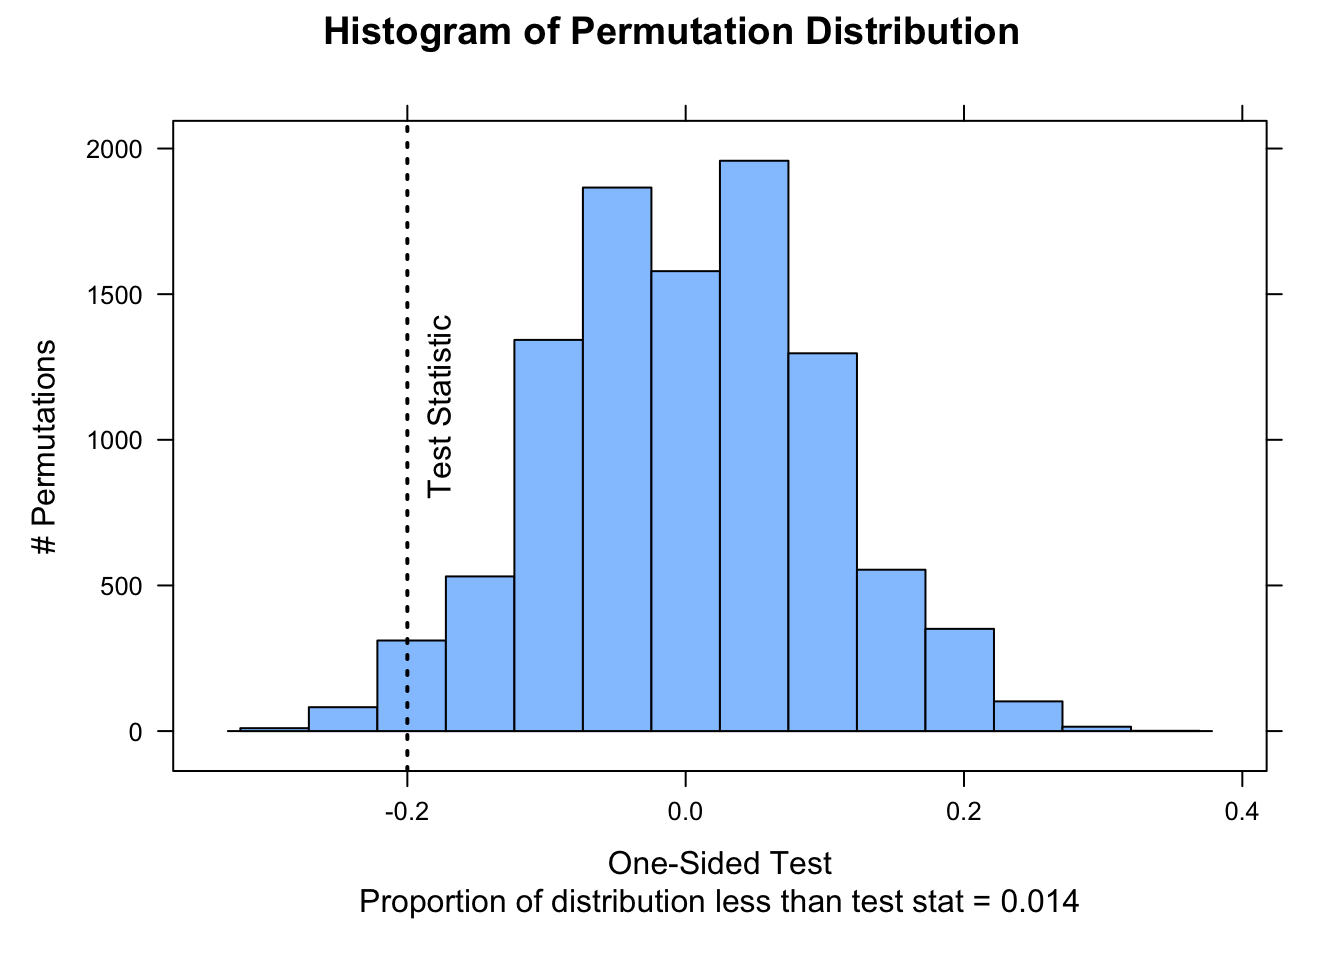 Histogram of Permutation Distribution
2000
1500
1000
500
0
# Permutations
Test Statistic
-0.2
0.0
0.2
0.4
One-Sided Test
Proportion of distribution less than test stat = 0.014